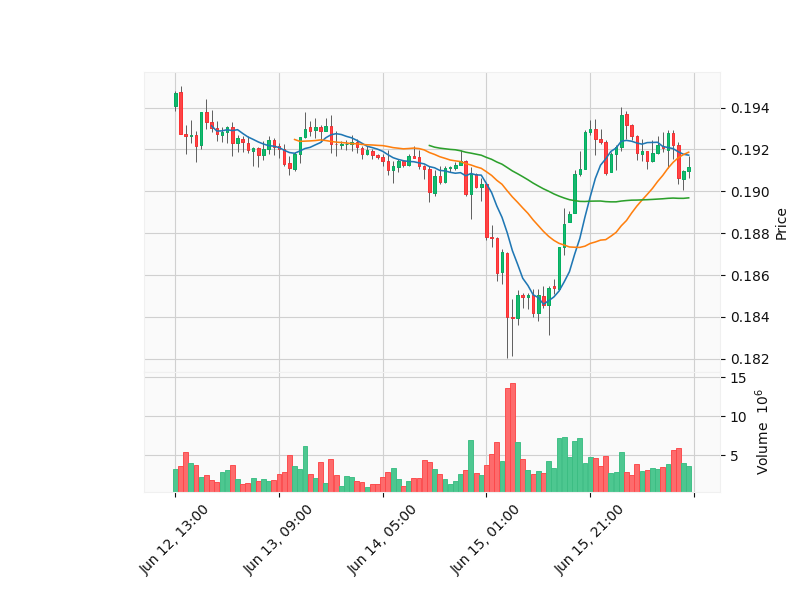 0.194
0.192
0.190
0.188
0.186
0.184
0.182
Price
15
10
5
Volume 10⁶
Jun 12, 13:00
Jun 13, 09:00
Jun 14, 05:00
Jun 15, 01:00
Jun 15, 21:00